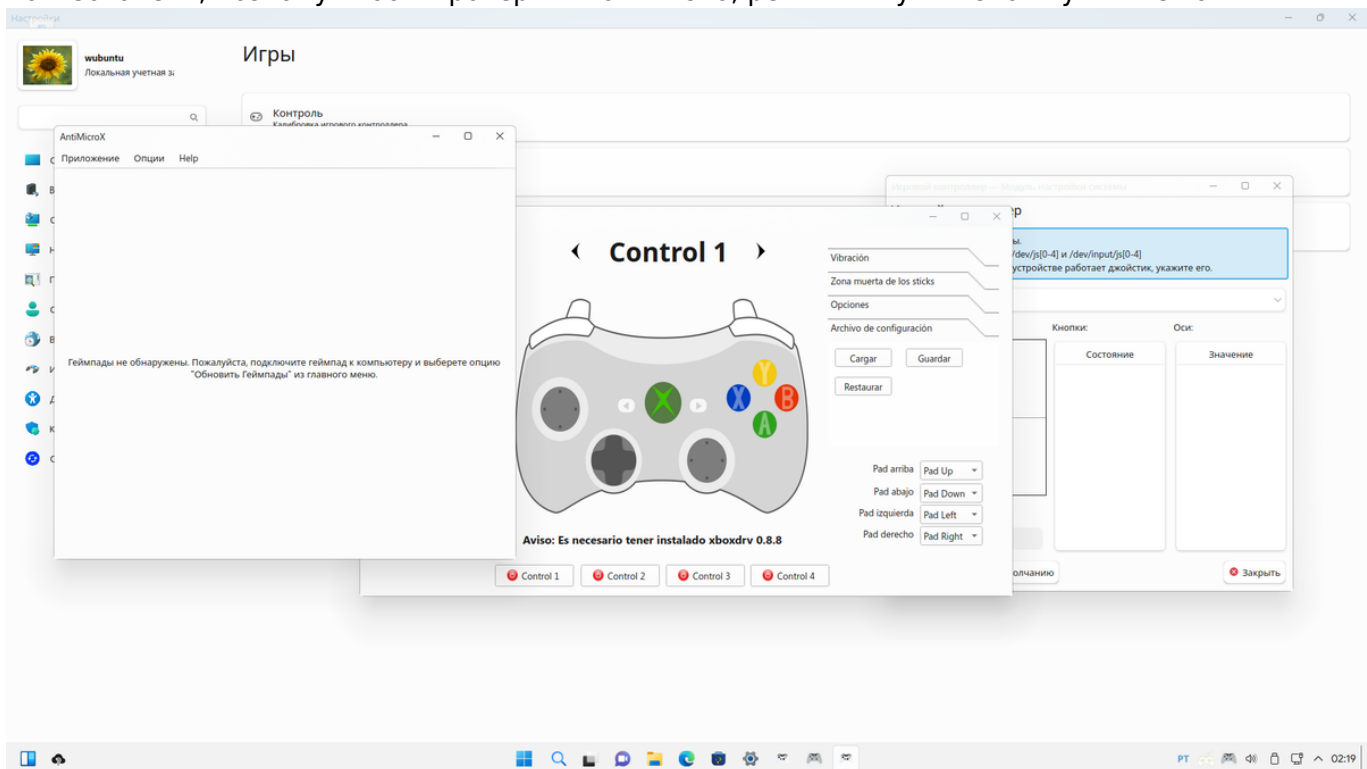 Настройки
wubuntu
Локальная учетная за
Игры
Контроль
Калибровка игрового контроллера
AntiMicroX
Приложение Опции Help
Геймпады не обнаружены. Пожалуйста, подключите геймпад к компьютеру и выберете опцию
"Обновить Геймпады" из главного меню.
Control 1
Vibración
Zona muerta de los sticks
Opciones
Archivo de configuración
Cargar Guardar
Restaurar
Y
X B
A
Pad arriba Pad Up
Pad abajo Pad Down
Pad izquierda Pad Left
Pad derecho Pad Right
Aviso: Es necesario tener instalado xboxdrv 0.8.8
Control 1 Control 2 Control 3 Control 4
Игровой контроллер — Модуль настройки системы
ер
ы.
/dev/js[0-4] и /dev/input/js[0-4]
устройстве работает джойстик, укажите его.
Кнопки: Оси:
Состояние Значение
олчанию Закрыть
PT 02:19